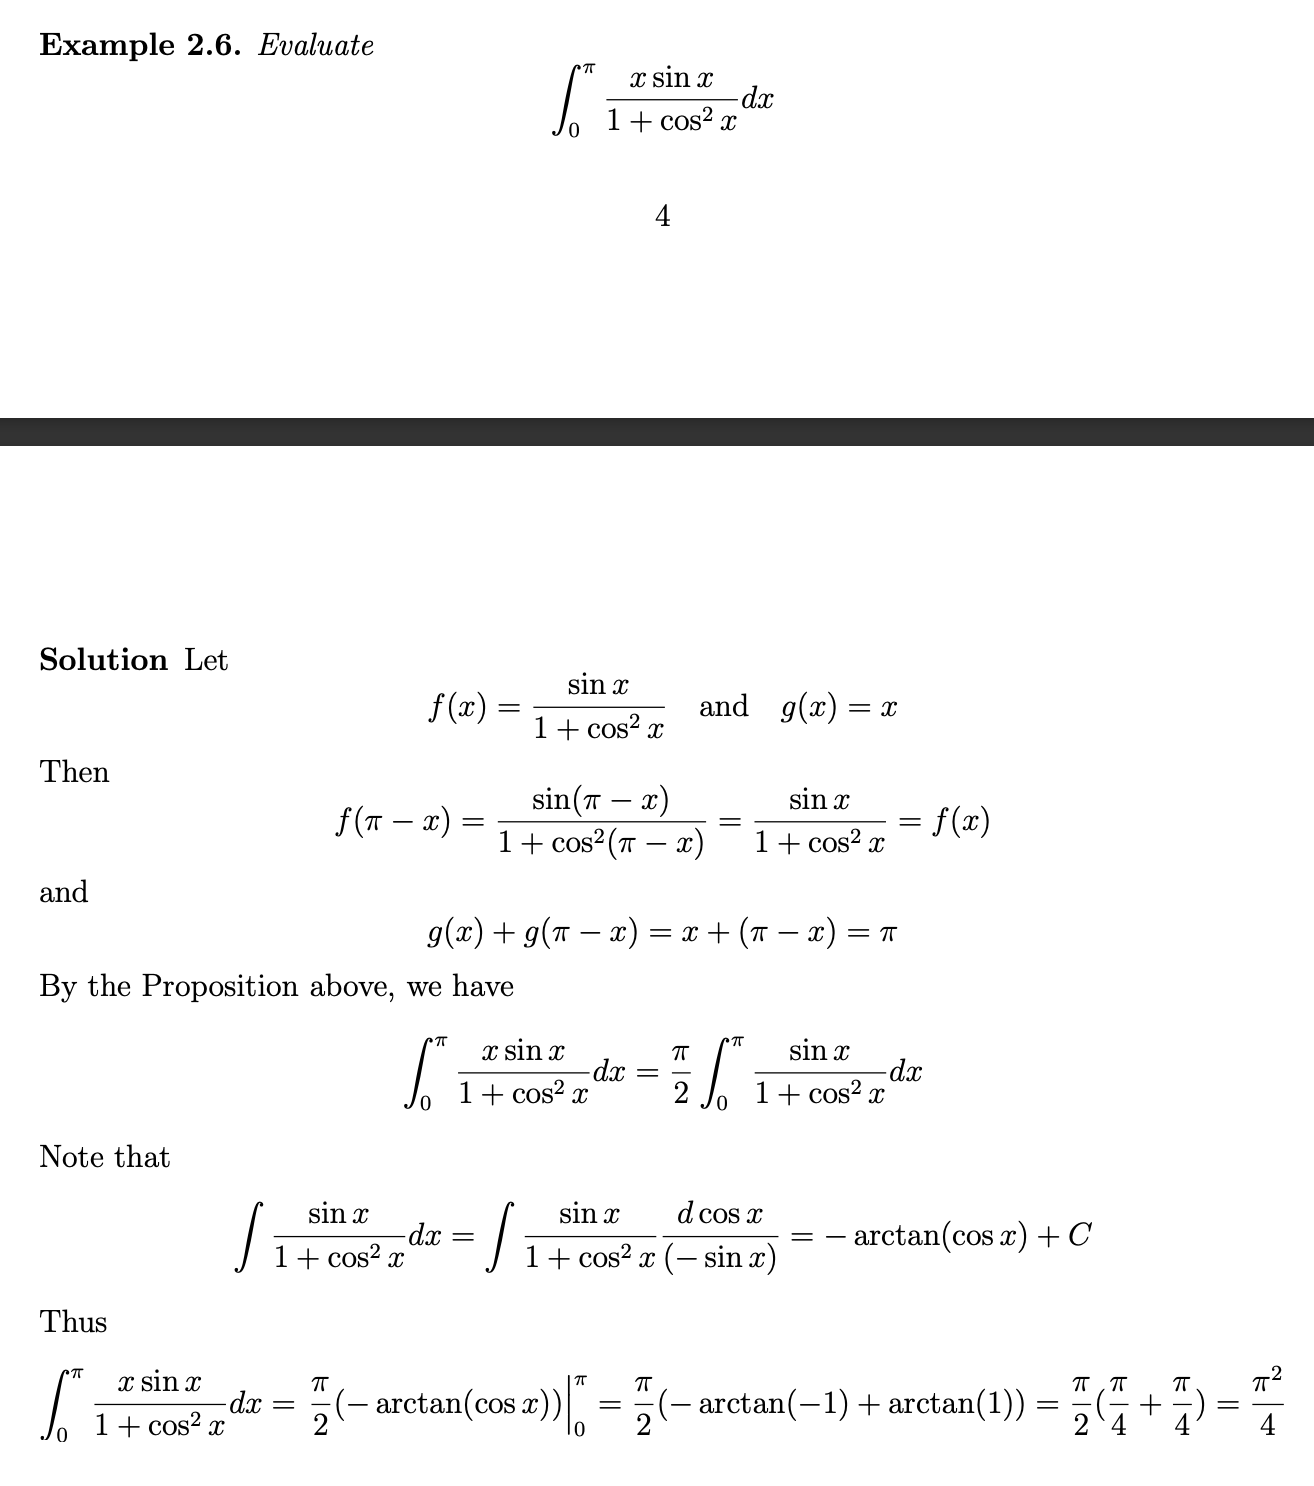 Example 2.6. Evaluate
\int_0^\pi \frac{x \sin x}{1 + \cos^2 x} dx
4
Solution Let
f(x) = \frac{\sin x}{1 + \cos^2 x} and g(x) = x
Then
f(\pi - x) = \frac{\sin(\pi - x)}{1 + \cos^2(\pi - x)} = \frac{\sin x}{1 + \cos^2 x} = f(x)
and
g(x) + g(\pi - x) = x + (\pi - x) = \pi
By the Proposition above, we have
\int_0^\pi \frac{x \sin x}{1 + \cos^2 x} dx = \frac{\pi}{2} \int_0^\pi \frac{\sin x}{1 + \cos^2 x} dx
Note that
\int \frac{\sin x}{1 + \cos^2 x} dx = \int \frac{\sin x}{1 + \cos^2 x} \frac{d \cos x}{(-\sin x)} = -\arctan(\cos x) + C
Thus
\int_0^\pi \frac{x \sin x}{1 + \cos^2 x} dx = \frac{\pi}{2} (-\arctan(\cos x)) \Big|_0^\pi = \frac{\pi}{2} (-\arctan(-1) + \arctan(1)) = \frac{\pi}{2} (\frac{\pi}{4} + \frac{\pi}{4}) = \frac{\pi^2}{4}